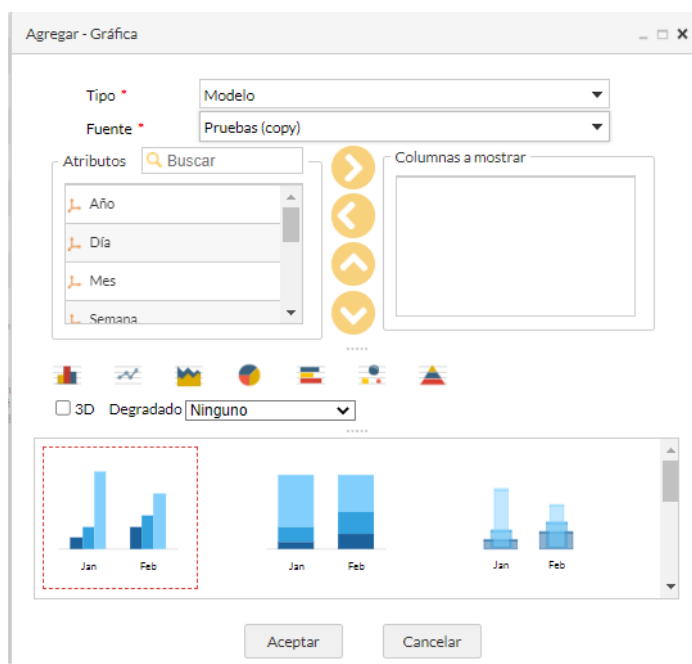 Agregar - Gráfica
Tipo * Modelo
Fuente * Pruebas (copy)
Atributos Buscar Columnas a mostrar
Año
Día
Mes
Semana
3D Degradado Ninguno
Jan Feb Jan Feb Jan Feb
Aceptar Cancelar